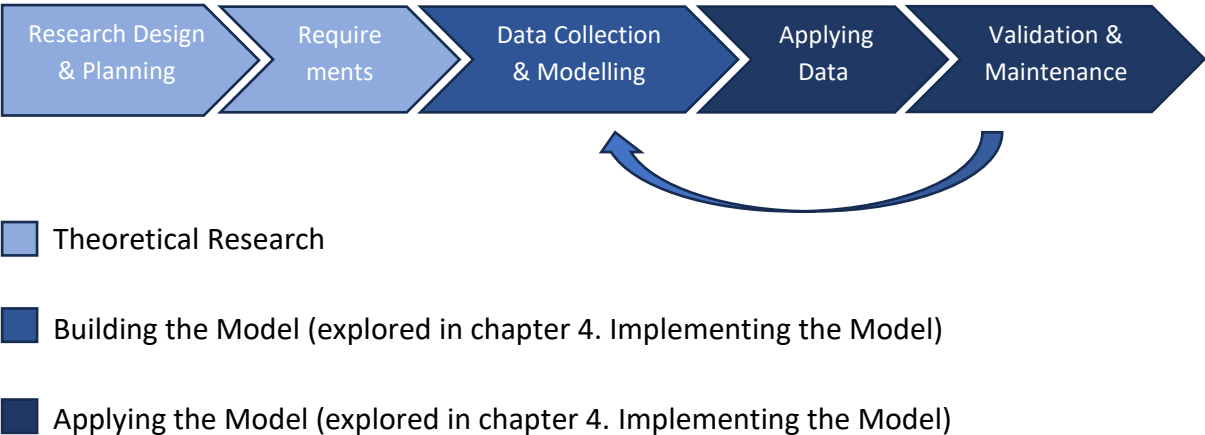 Research Design
& Planning
Require
ments
Data Collection
& Modelling
Applying
Data
Validation &
Maintenance
Theoretical Research
Building the Model (explored in chapter 4. Implementing the Model)
Applying the Model (explored in chapter 4. Implementing the Model)